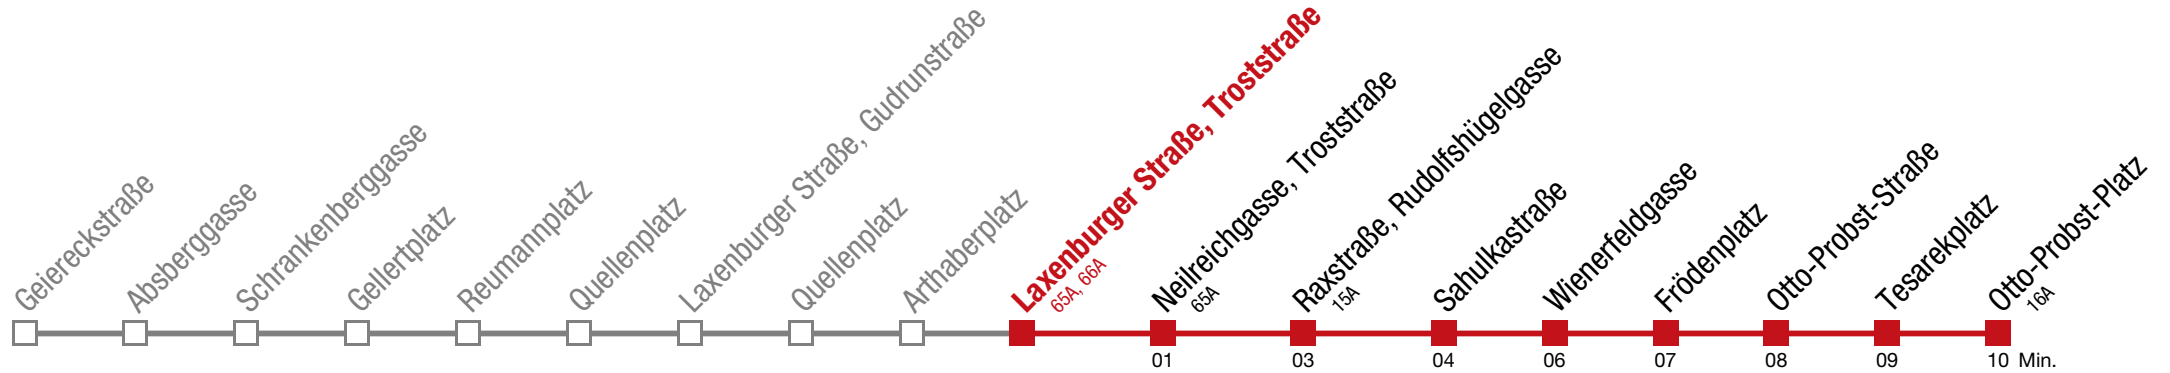 Geiereckstraße
Absberggasse
Schrankenberggasse
Gellertplatz
Reumannplatz
Quellenplatz
Laxenburger Straße, Gudrunstraße
Quellenplatz
Arthaberplatz
Laxenburger Straße, Troststraße
65A, 66A
Neilreichgasse, Troststraße
65A
Raxstraße, Rudolfshügelgasse
15A
Sahulkastraße
Wienerfeldgasse
Frödenplatz
Otto-Probst-Straße
Tesarekplatz
Otto-Probst-Platz
16A
01 03 04 06 07 08 09 10 Min.